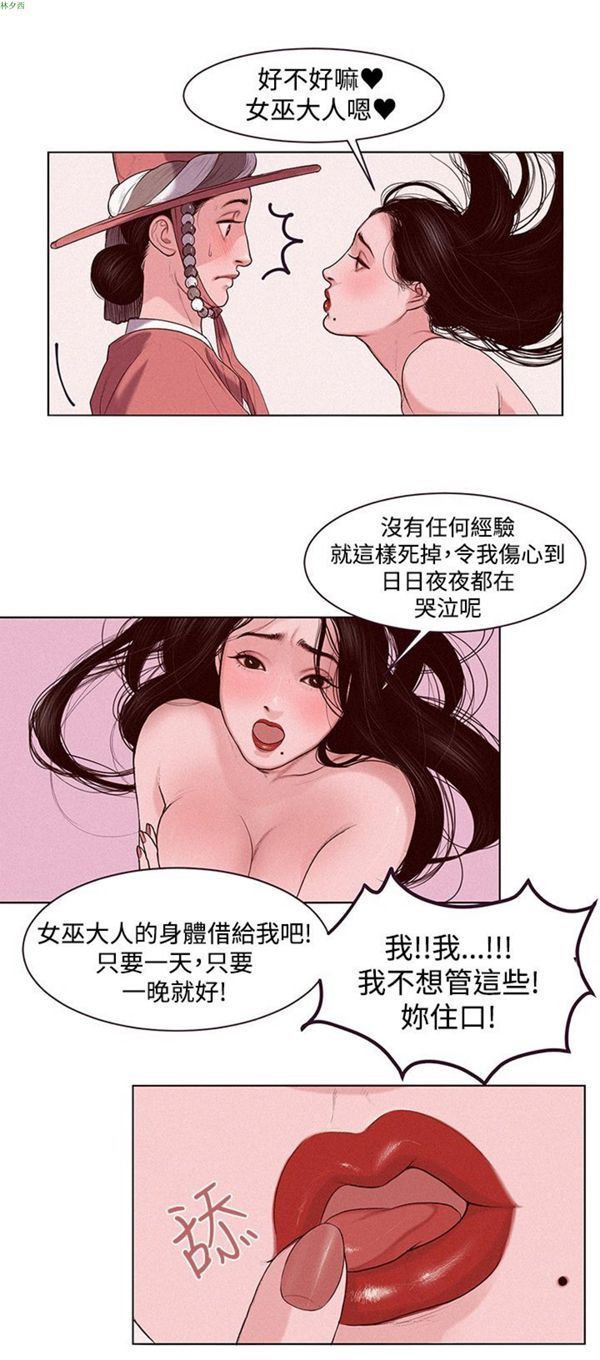 林夕西
好不好嘛♥
女巫大人嗯♥
沒有任何經驗
就這樣死掉，令我傷心到
日日夜夜都在
哭泣呢
女巫大人的身體借給我吧!
只要一天，只要
一晚就好!
我!!我...!!!
我不想管這些!
妳住口!
舔